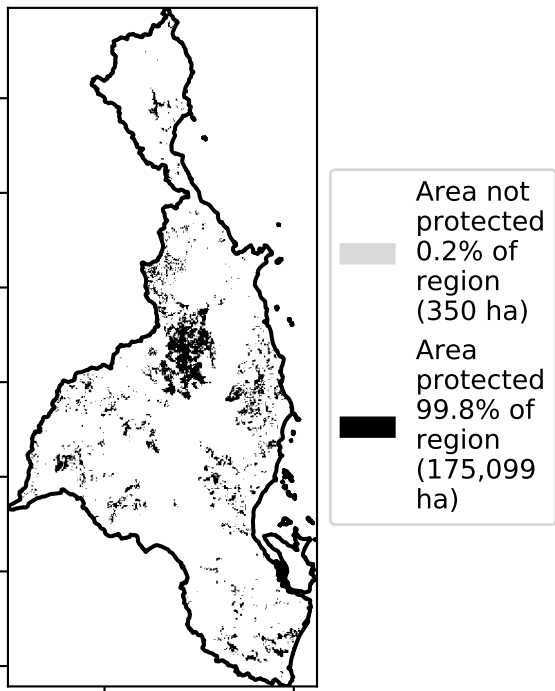 Area not
protected
0.2% of
region
(350 ha)
Area
protected
99.8% of
region
(175,099
ha)